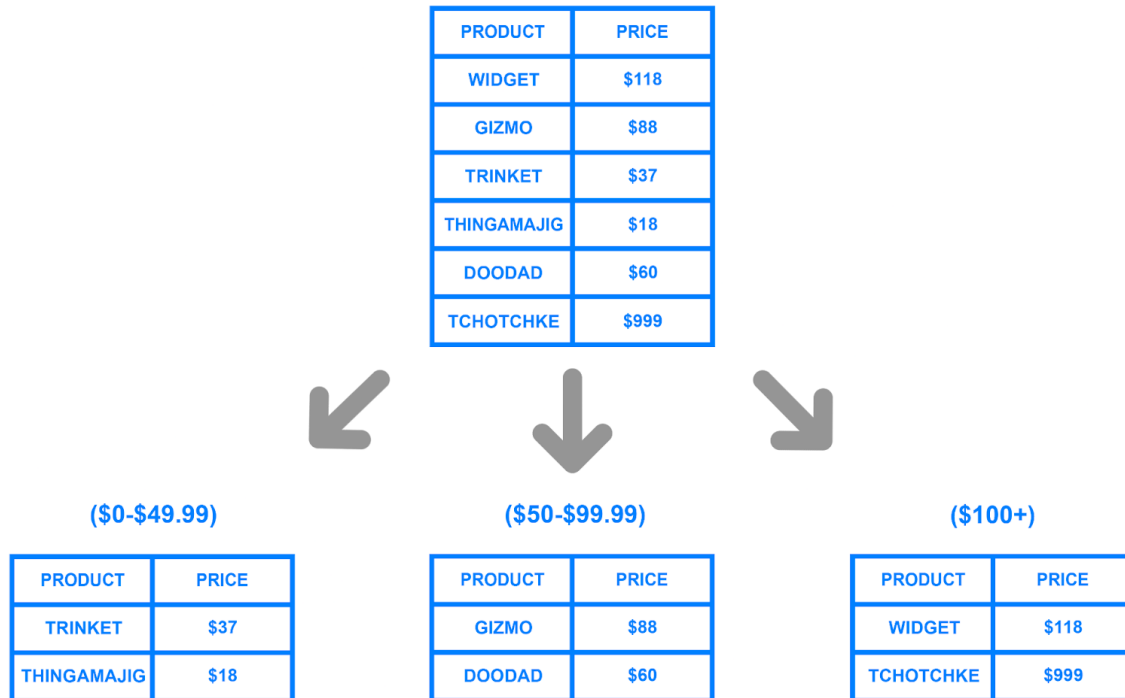 PRODUCT PRICE
WIDGET $118
GIZMO $88
TRINKET $37
THINGAMAJIG $18
DOODAD $60
TCHOTCHKE $999
($0-$49.99)
PRODUCT PRICE
TRINKET $37
THINGAMAJIG $18
($50-$99.99)
PRODUCT PRICE
GIZMO $88
DOODAD $60
($100+)
PRODUCT PRICE
WIDGET $118
TCHOTCHKE $999